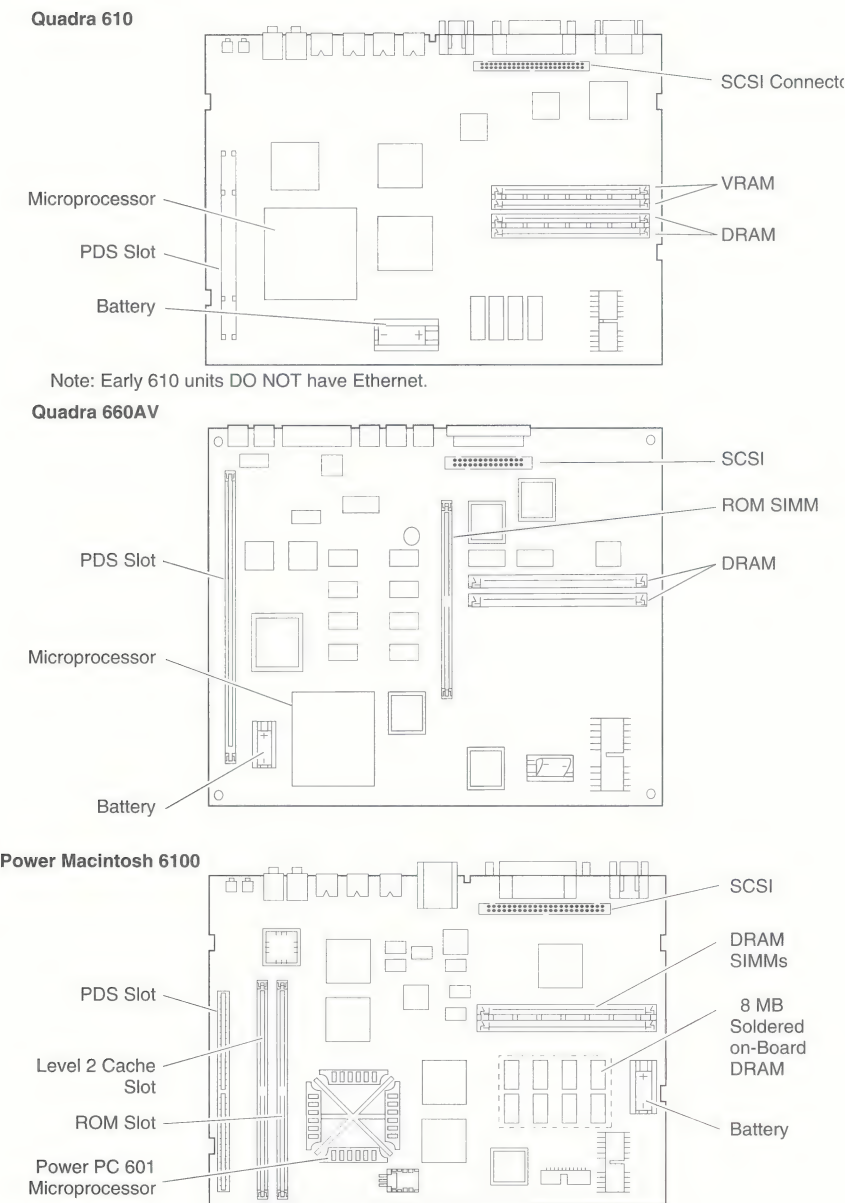 Quadra 610
SCSI Connecto
VRAM
DRAM
Microprocessor
PDS Slot
Battery
- +
Note: Early 610 units DO NOT have Ethernet.
Quadra 660AV
SCSI
ROM SIMM
DRAM
PDS Slot
Microprocessor
Battery
+
-
Power Macintosh 6100
SCSI
DRAM
SIMMs
8 MB
Soldered
on-Board
DRAM
Battery
PDS Slot
Level 2 Cache
Slot
ROM Slot
Power PC 601
Microprocessor
+